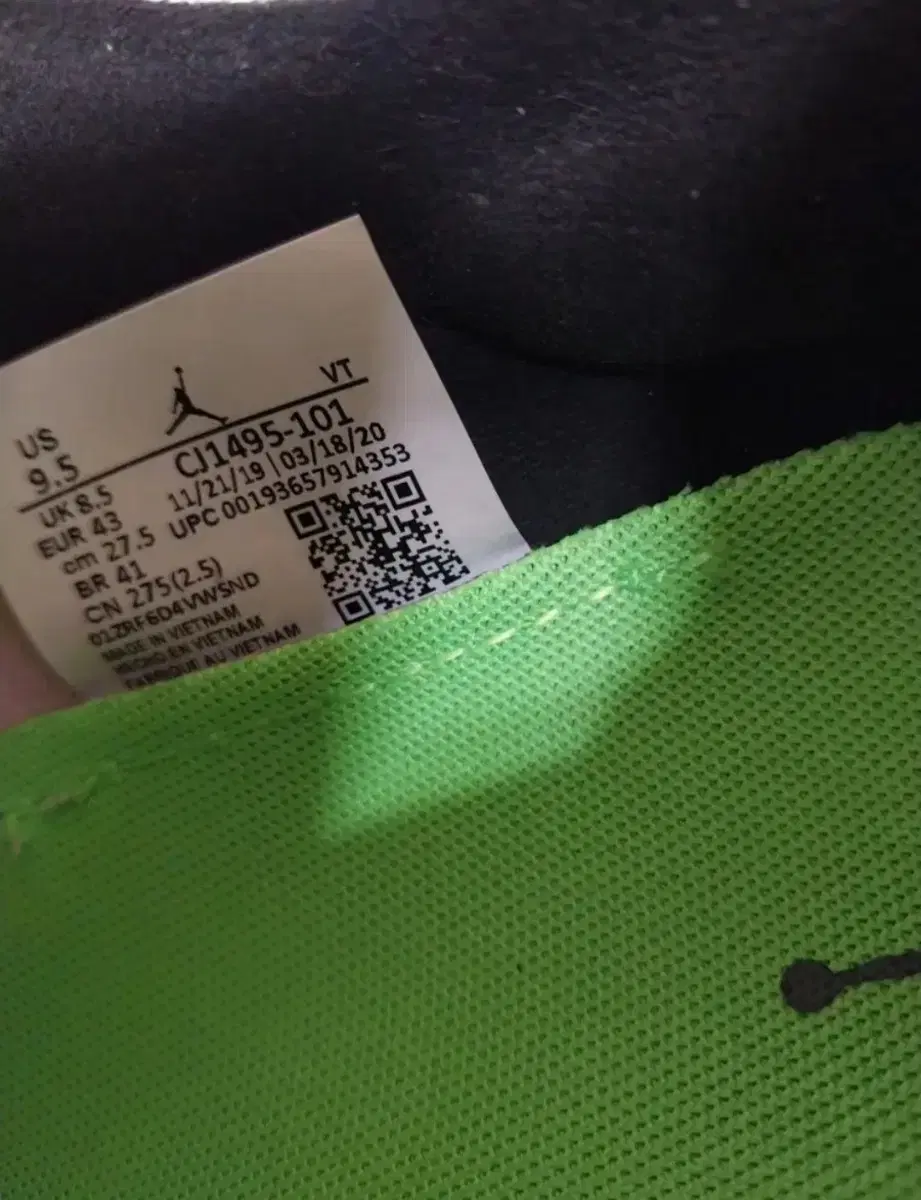 VT
US
9.5
CJ1495-101
UK 8.5
11/21/19 | 03/18/20
EUR 43
UPC 00193657914353
cm 27.5
BR 41
CN 275(2.5)
MADE IN VIETNAM
HECHO EN VIETNAM
FABRIQUE AU VIETNAM